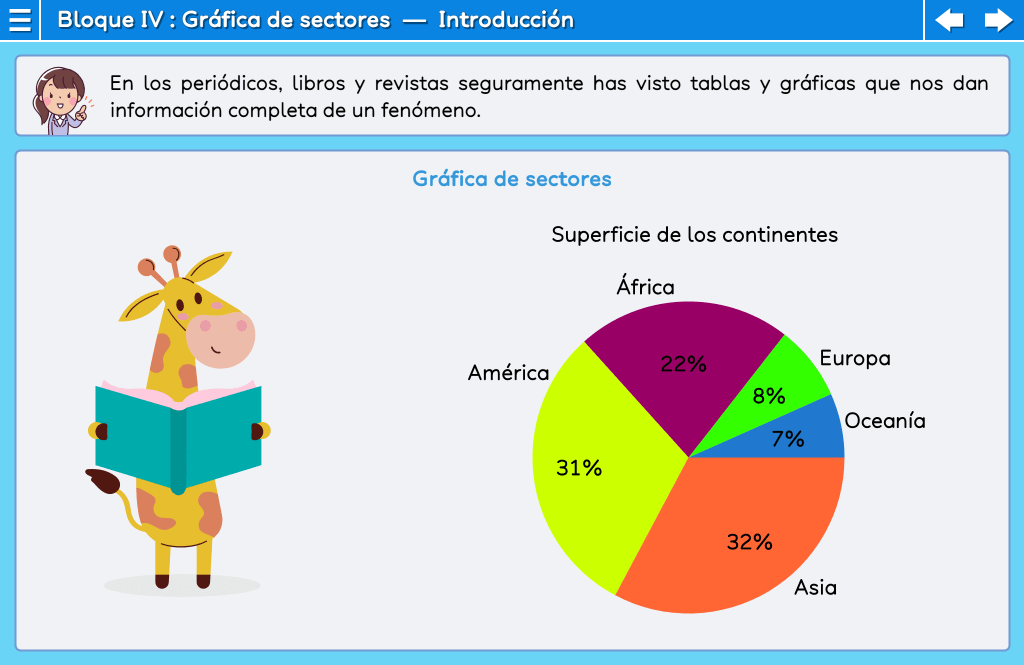 Bloque IV : Gráfica de sectores — Introducción
En los periódicos, libros y revistas seguramente has visto tablas y gráficas que nos dan
información completa de un fenómeno.
Gráfica de sectores
Superficie de los continentes
África
22%
Europa
8%
América
31%
Oceanía
7%
32%
Asia